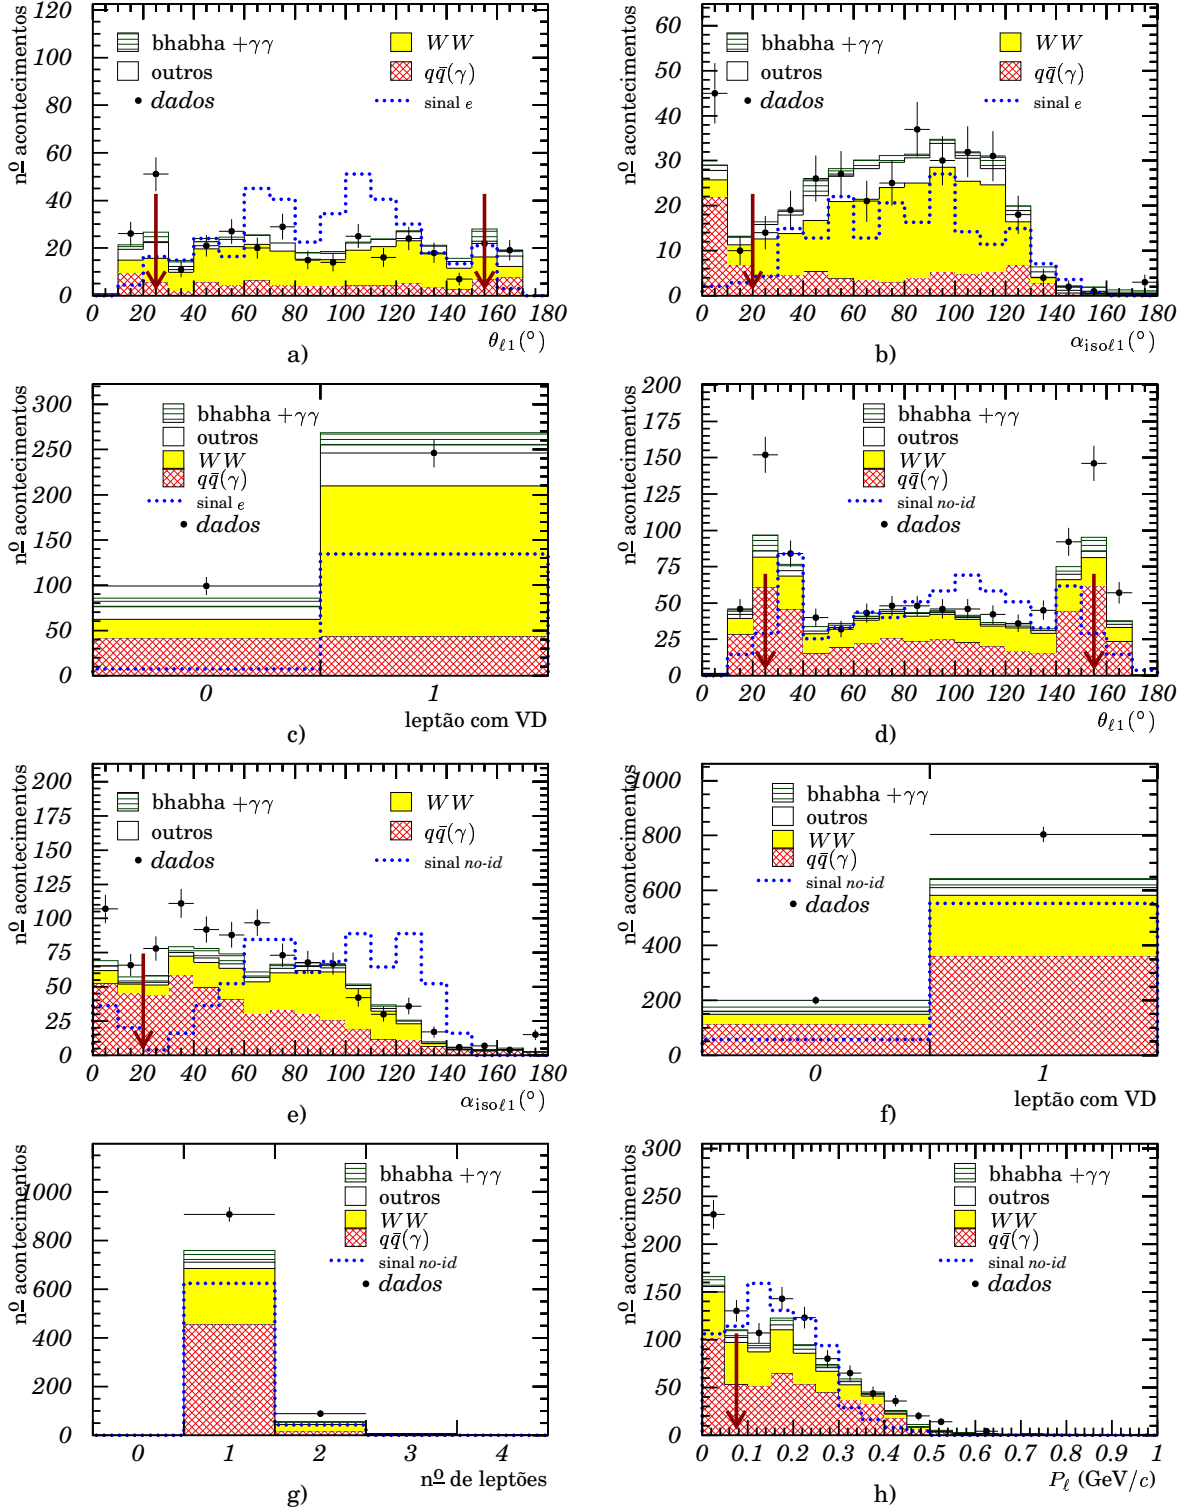 nº acontecimentos
120
100
80
60
40
20
0
bhabha +γγ
outros
dados
WW
qq̄(γ)
sinal e
0 20 40 60 80 100 120 140 160 180
θℓ1(°)
a)
nº acontecimentos
60
50
40
30
20
10
0
bhabha +γγ
outros
dados
WW
qq̄(γ)
sinal e
0 20 40 60 80 100 120 140 160 180
αisoℓ1(°)
b)
nº acontecimentos
300
250
200
150
100
50
0
bhabha +γγ
outros
WW
qq̄(γ)
sinal e
dados
0 1
leptão com VD
c)
nº acontecimentos
200
175
150
125
100
75
50
25
0
bhabha +γγ
outros
WW
qq̄(γ)
sinal no-id
dados
0 20 40 60 80 100 120 140 160 180
θℓ1(°)
d)
nº acontecimentos
200
175
150
125
100
75
50
25
0
bhabha +γγ
outros
dados
WW
qq̄(γ)
sinal no-id
0 20 40 60 80 100 120 140 160 180
αisoℓ1(°)
e)
nº acontecimentos
1000
800
600
400
200
0
bhabha +γγ
outros
WW
qq̄(γ)
sinal no-id
dados
0 1
leptão com VD
f)
nº acontecimentos
1000
800
600
400
200
0
bhabha +γγ
outros
WW
qq̄(γ)
sinal no-id
dados
0 1 2 3 4
nº de leptões
g)
nº acontecimentos
300
250
200
150
100
50
0
bhabha +γγ
outros
WW
qq̄(γ)
sinal no-id
dados
0 0.1 0.2 0.3 0.4 0.5 0.6 0.7 0.8 0.9 1
Pℓ (GeV/c)
h)